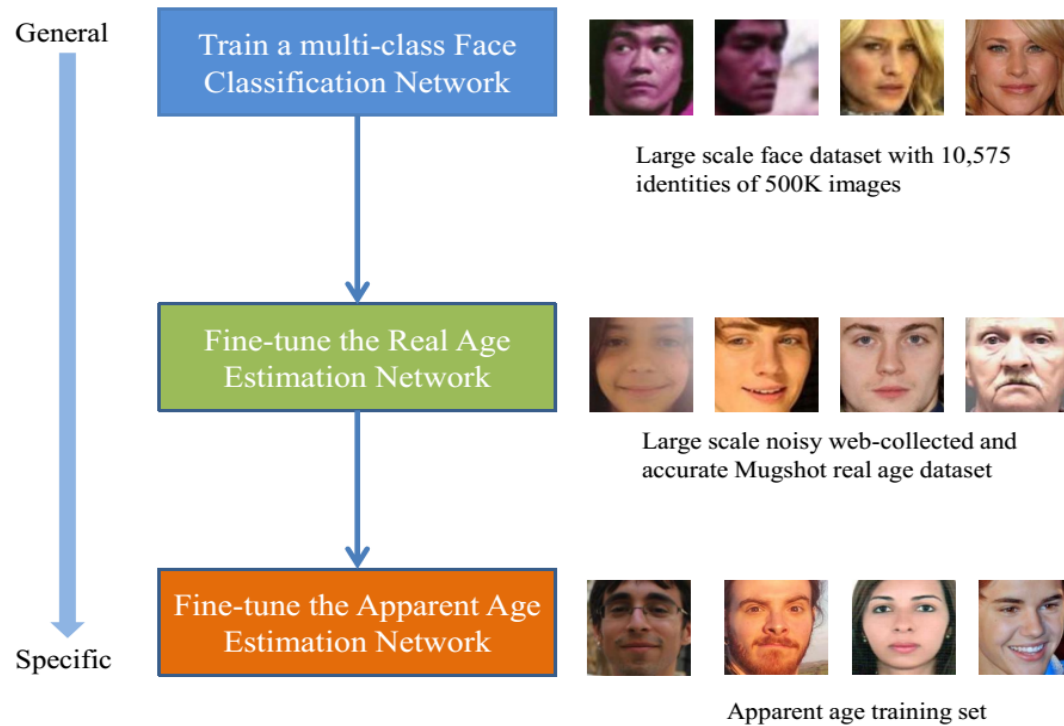 General
Train a multi-class Face
Classification Network
Large scale face dataset with 10,575
identities of 500K images
Fine-tune the Real Age
Estimation Network
Large scale noisy web-collected and
accurate Mugshot real age dataset
Fine-tune the Apparent Age
Estimation Network
Specific
Apparent age training set